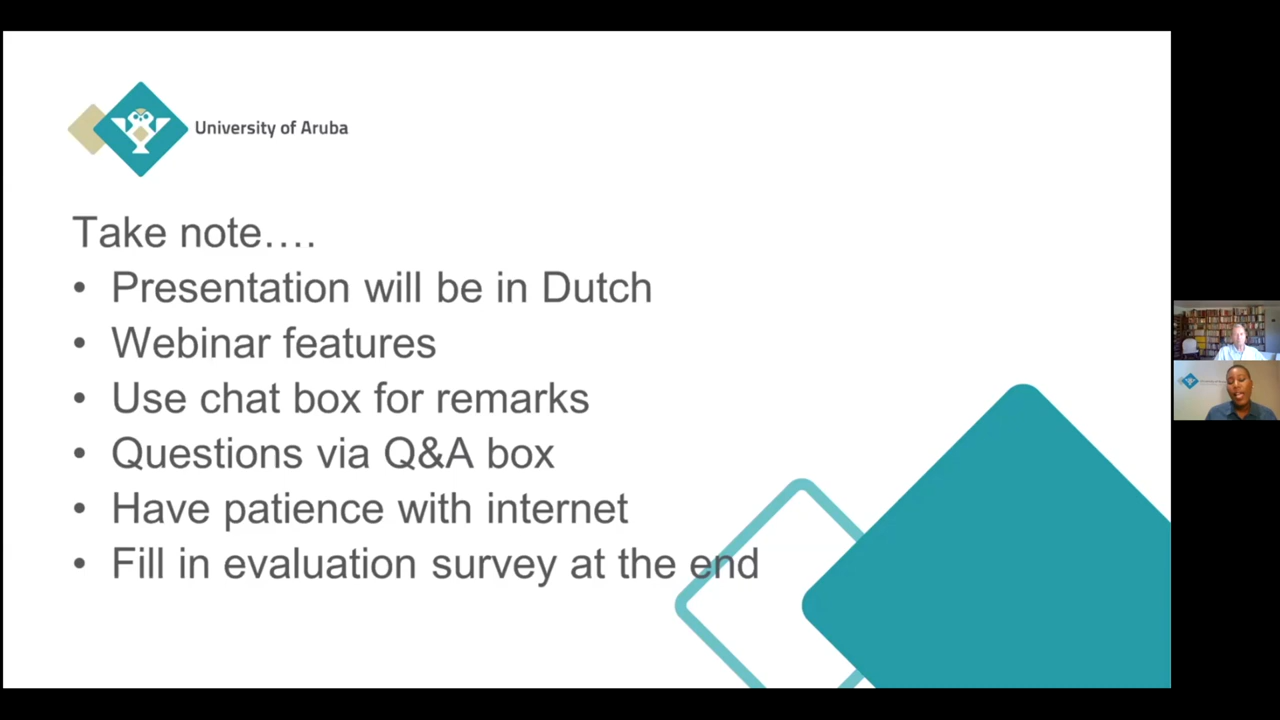 University of Aruba
Take note….
• Presentation will be in Dutch
• Webinar features
• Use chat box for remarks
• Questions via Q&A box
• Have patience with internet
• Fill in evaluation survey at the end